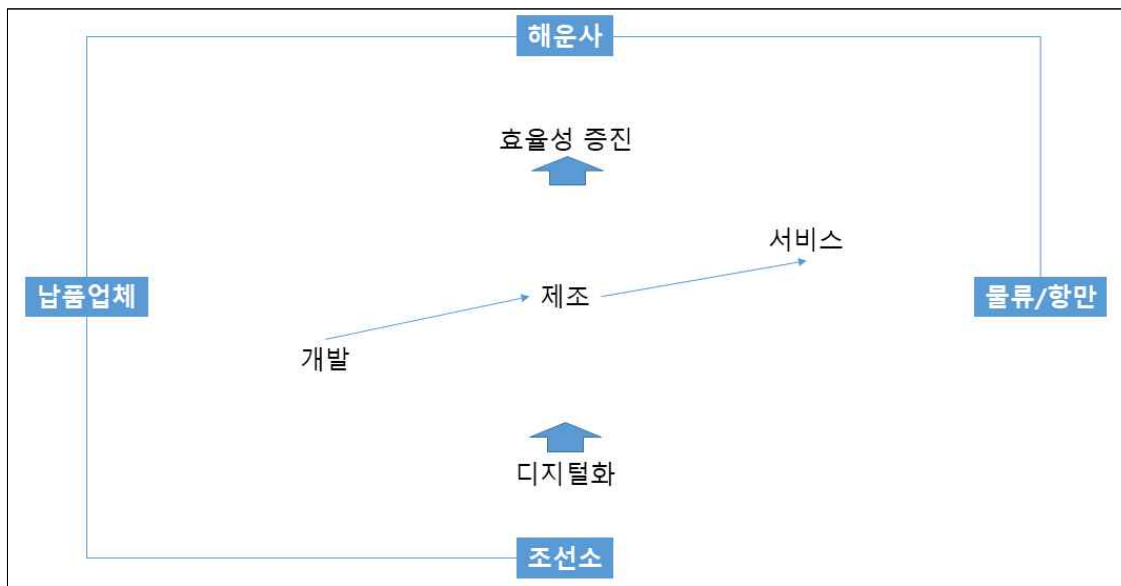 해운사
효율성 증진
서비스
납품업체
제조
물류/항만
개발
디지털화
조선소